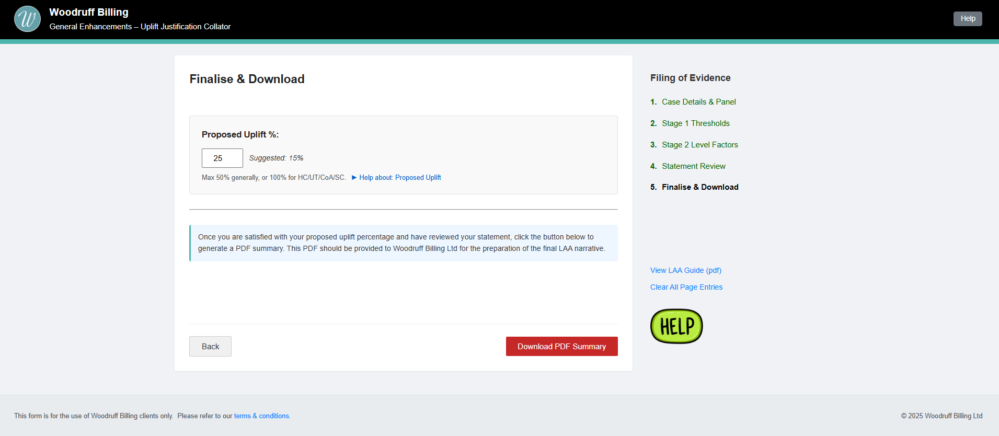 W
Woodruff Billing
General Enhancements – Uplift Justification Collator
Help
Finalise & Download
Proposed Uplift %:
25
Suggested: 15%
Max 50% generally, or 100% for HC/UT/CoA/SC. ► Help about: Proposed Uplift
Once you are satisfied with your proposed uplift percentage and have reviewed your statement, click the button below to
generate a PDF summary. This PDF should be provided to Woodruff Billing Ltd for the preparation of the final LAA narrative.
Back
Download PDF Summary
Filing of Evidence
1. Case Details & Panel
2. Stage 1 Thresholds
3. Stage 2 Level Factors
4. Statement Review
5. Finalise & Download
View LAA Guide (pdf)
Clear All Page Entries
HELP
This form is for the use of Woodruff Billing clients only. Please refer to our terms & conditions.
© 2025 Woodruff Billing Ltd